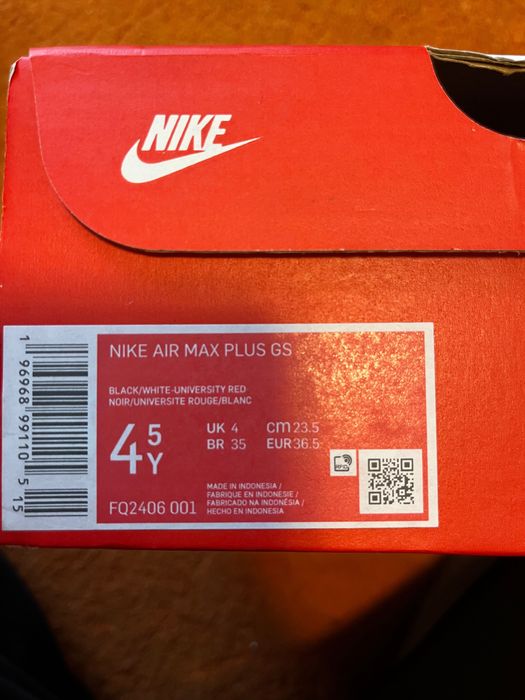 NIKE
NIKE AIR MAX PLUS GS
BLACK/WHITE-UNIVERSITY RED
NOIR/UNIVERSITE ROUGE/BLANC
4 5Y
UK 4 cm 23.5
BR 35 EUR 36.5
RFID
MADE IN INDONESIA /
FABRIQUE EN INDONESIE /
FABRICADO NA INDONÉSIA /
HECHO EN INDONESIA
FQ2406 001
1 96968 99110 5 15